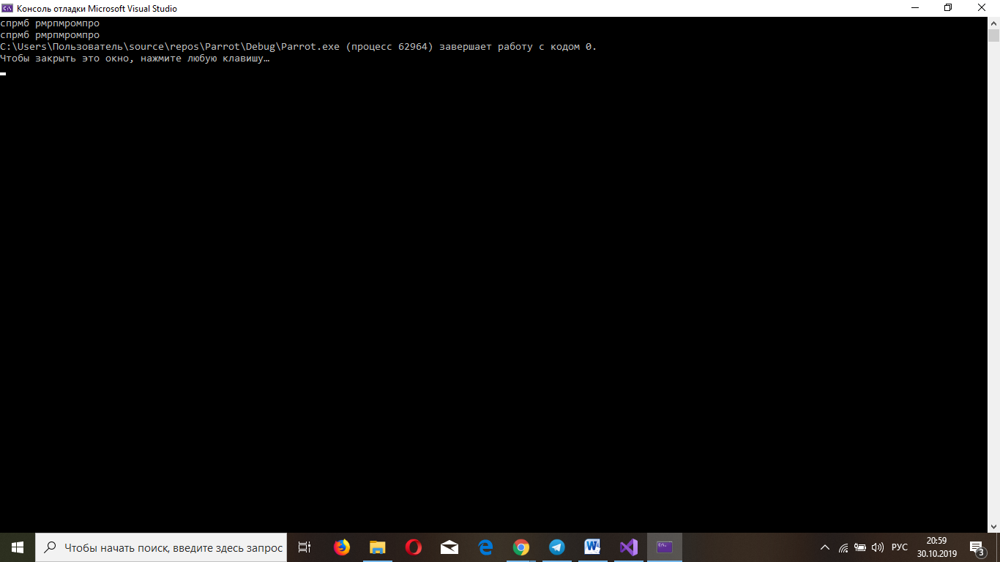 Консоль отладки Microsoft Visual Studio
спрмб рмрпмромпро
спрмб рмрпмромпро
C:\Users\Пользователь\source\repos\Parrot\Debug\Parrot.exe (процесс 62964) завершает работу с кодом 0.
Чтобы закрыть это окно, нажмите любую клавишу…
Чтобы начать поиск, введите здесь запрос
РУС
20:59
30.10.2019
3